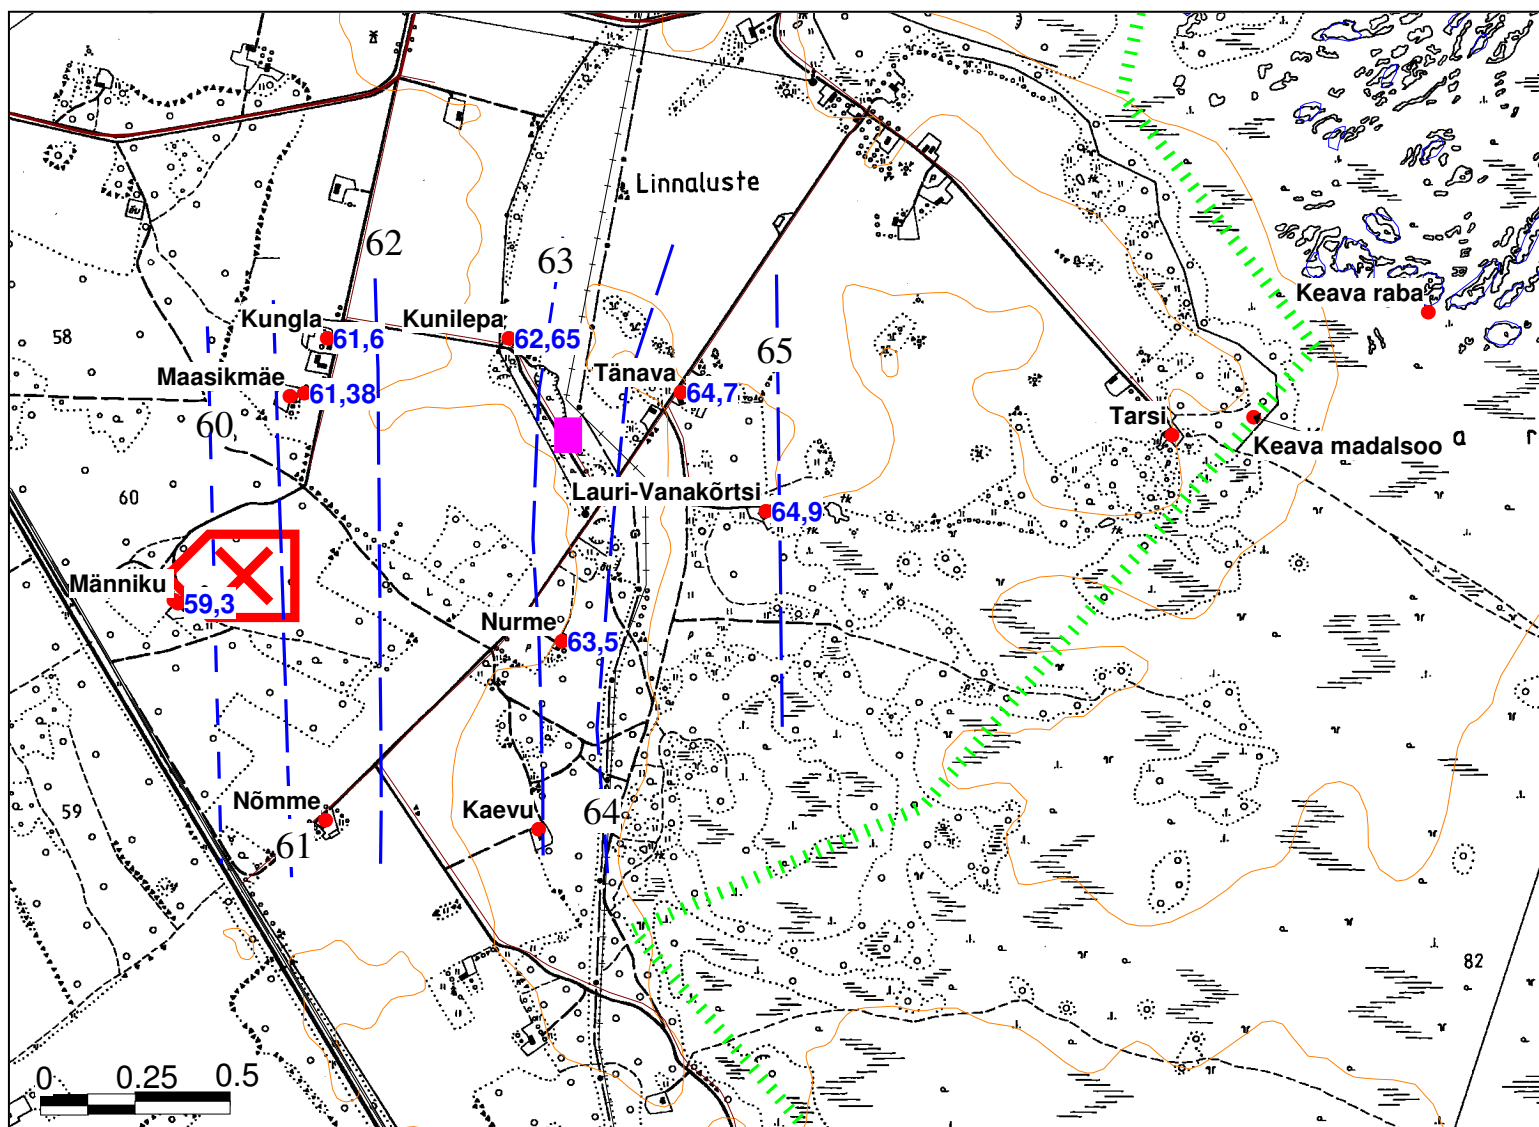 Linnaluste
62
63
Keava raba
Kungla
61,6
Kunilepa
62,65
58
65
Maasikmäe
61,38
Tänava
64,7
60
Tarsi
Keava madalsoo
a r
60
Lauri-Vanakõrtsi
64,9
Männiku
59,3
Nurme
63,5
Nõmme
59
Kaevu
64
61
82
0 0.25 0.5